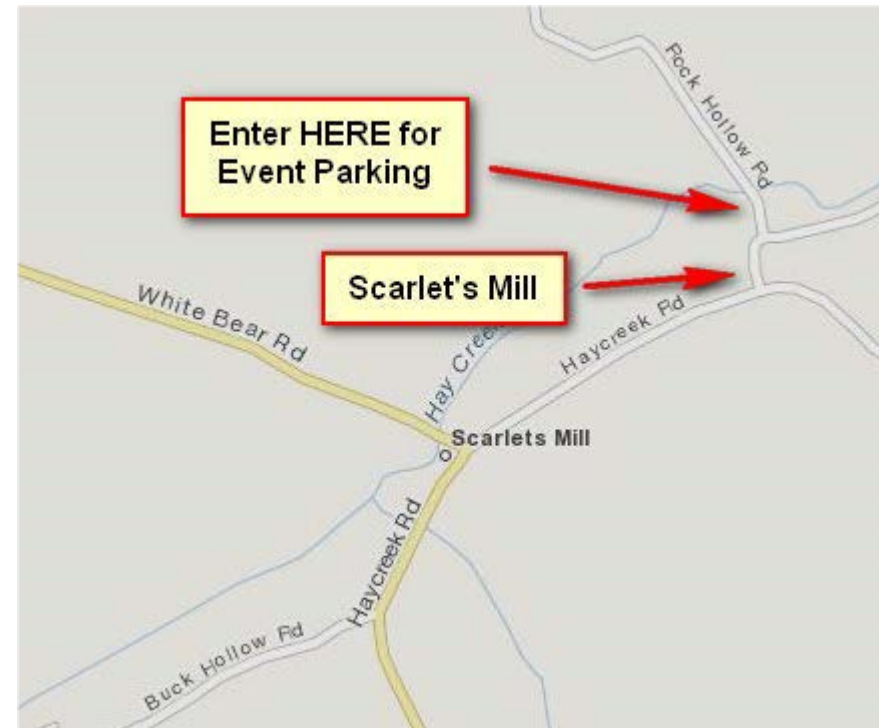 Rock Hollow Rd
Enter HERE for
Event Parking
Scarlet's Mill
White Bear Rd
Haycreek Rd
Hay Creek
Scarlets Mill
Haycreek Rd
Buck Hollow Rd